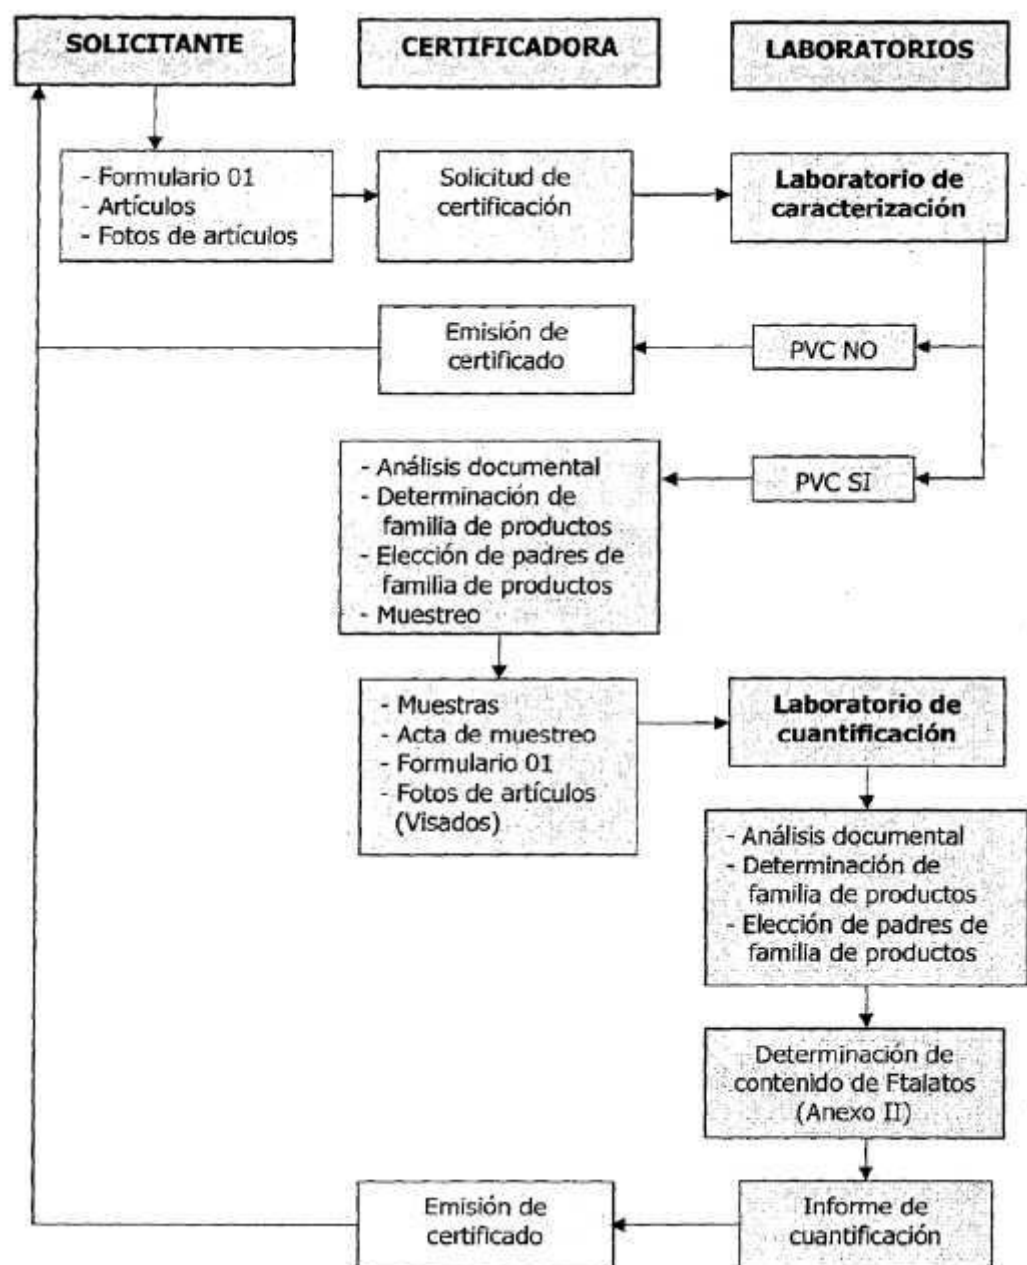 SOLICITANTE
CERTIFICADORA
LABORATORIOS
- Formulario 01
- Artículos
- Fotos de artículos
Solicitud de
certificación
Laboratorio de
caracterización
Emisión de
certificado
PVC NO
- Análisis documental
- Determinación de
familia de productos
- Elección de padres de
familia de productos
- Muestreo
PVC SI
- Muestras
- Acta de muestreo
- Formulario 01
- Fotos de artículos
(Visados)
Laboratorio de
cuantificación
- Análisis documental
- Determinación de
familia de productos
- Elección de padres de
familia de productos
Determinación de
contenido de Ftalatos
(Anexo II)
Emisión de
certificado
Informe de
cuantificación